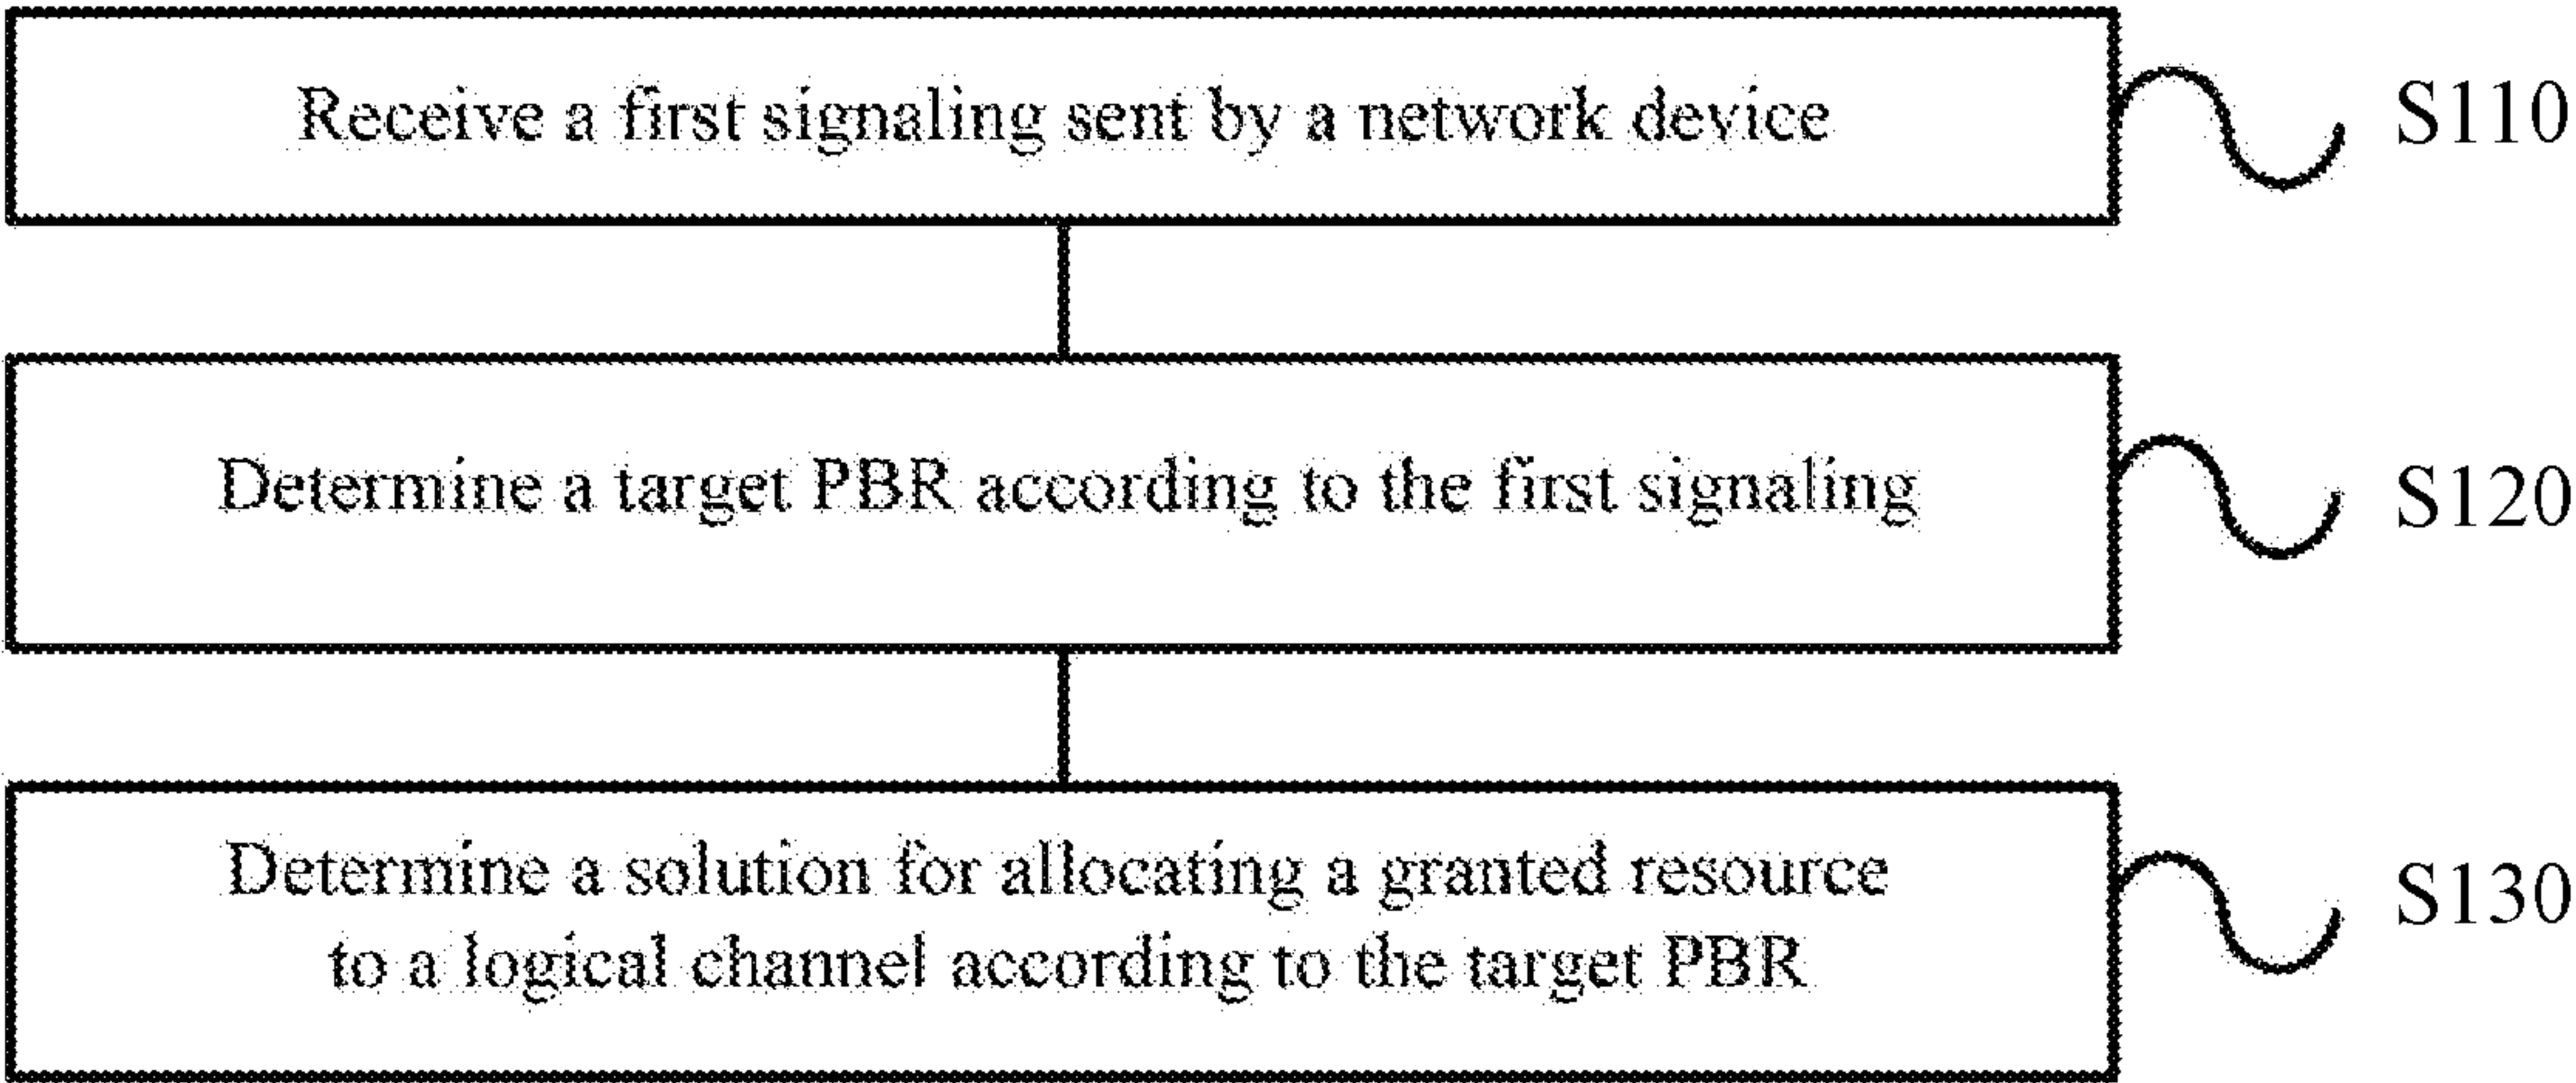 Receive a first signaling sent by a network device
S110
Determine a target PBR according to the first signaling
S120
Determine a solution for allocating a granted resource
to a logical channel according to the target PBR
S130